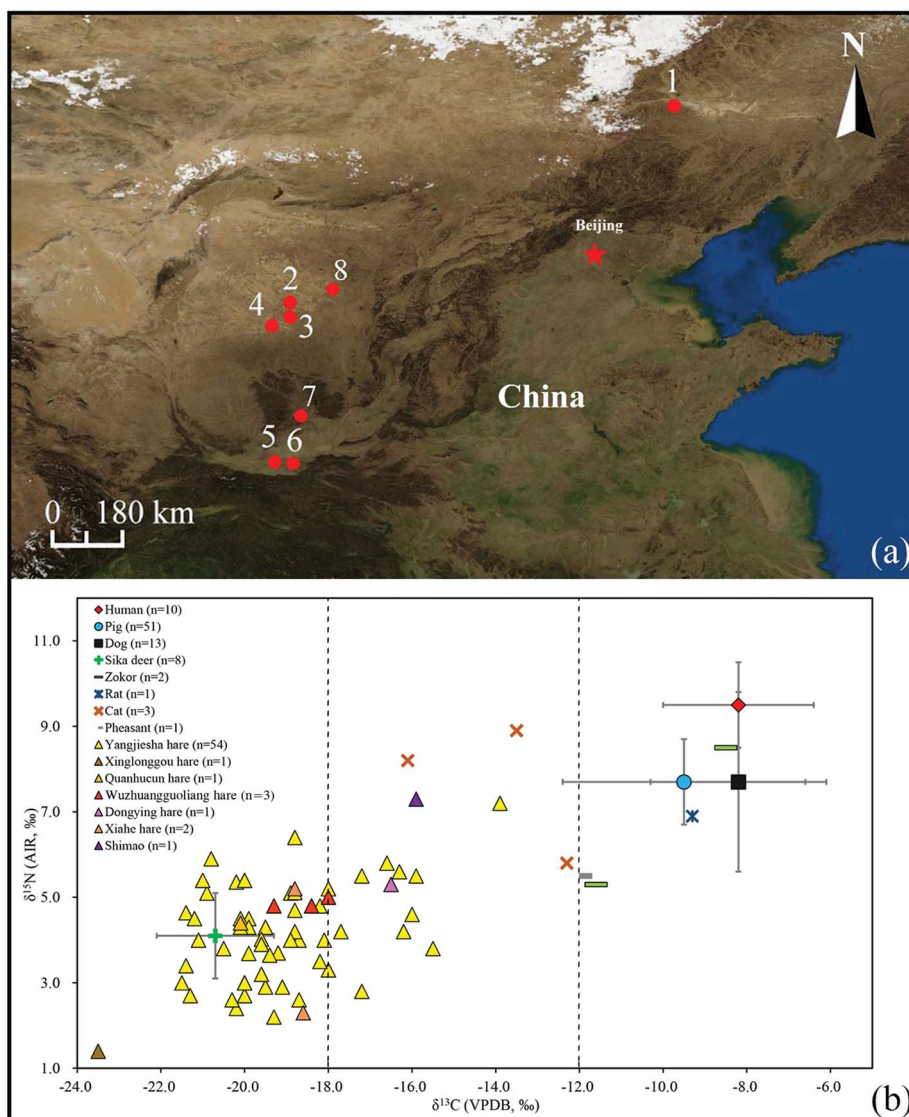 N
1
Beijing
2
8
4
3
China
7
5
6
0 180 km
(a)
11.0
9.0
7.0
5.0
3.0
1.0
δ¹⁵N (AIR, ‰)
Human (n=10)
Pig (n=51)
Dog (n=13)
Sika deer (n=8)
Zokor (n=2)
Rat (n=1)
Cat (n=3)
Pheasant (n=1)
Yangjiesha hare (n=54)
Xinglonggou hare (n=1)
Quanhucun hare (n=1)
Wuzhuangguoliang hare (n=3)
Dongying hare (n=1)
Xiahe hare (n=2)
Shimao (n=1)
-24.0 -22.0 -20.0 -18.0 -16.0 -14.0 -12.0 -10.0 -8.0 -6.0
δ¹³C (VPDB, ‰)
(b)